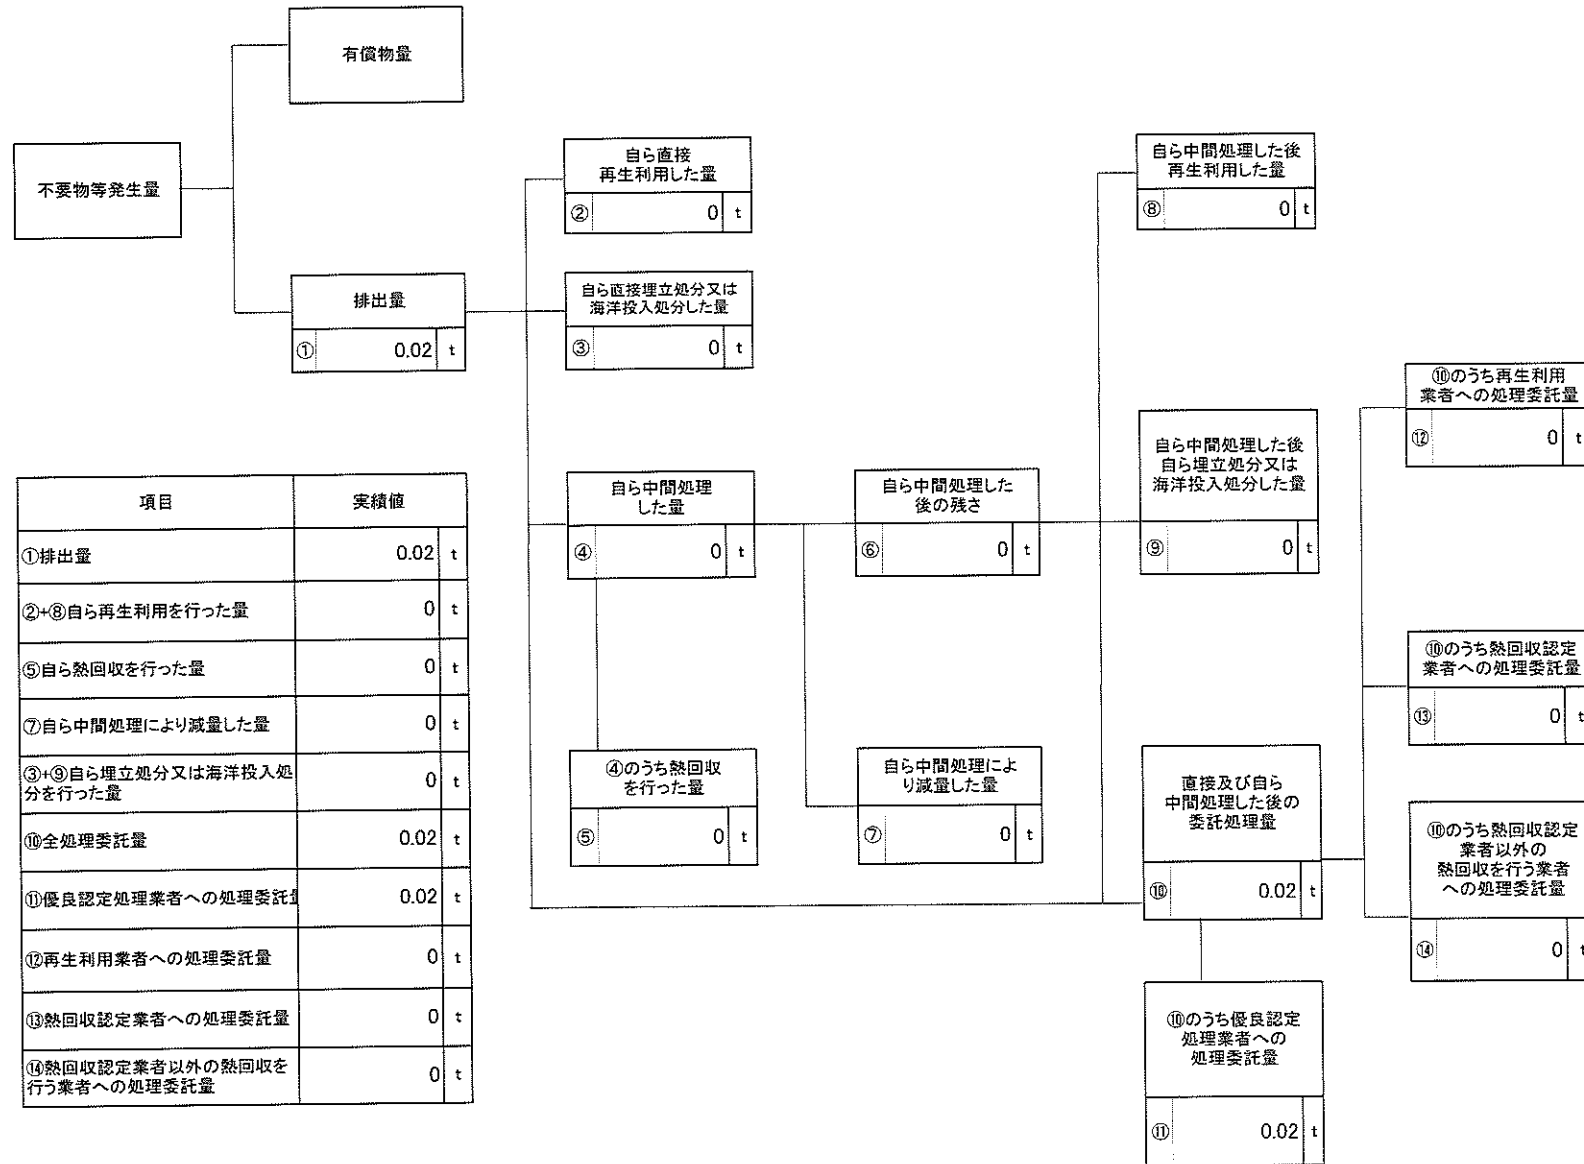 有償物量
不要物等発生量
排出量
① 0.02 t
自ら直接
再生利用した量
② 0 t
自ら直接埋立処分又は
海洋投入処分した量
③ 0 t
自ら中間処理
した量
④ 0 t
④のうち熱回収
を行った量
⑤ 0 t
自ら中間処理した
後の残さ
⑥ 0 t
自ら中間処理によ
り減量した量
⑦ 0 t
自ら中間処理した後
再生利用した量
⑧ 0 t
自ら中間処理した後
自ら埋立処分又は
海洋投入処分した量
⑨ 0 t
直接及び自ら
中間処理した後の
委託処理量
⑩ 0.02 t
⑩のうち優良認定
処理業者への
処理委託量
⑪ 0.02 t
⑩のうち再生利用
業者への処理委託量
⑫ 0 t
⑩のうち熱回収認定
業者への処理委託量
⑬ 0 t
⑩のうち熱回収認定
業者以外の
熱回収を行う業者
への処理委託量
⑭ 0 t
項目 実績値
①排出量 0.02 t
②+⑧自ら再生利用を行った量 0 t
⑤自ら熱回収を行った量 0 t
⑦自ら中間処理により減量した量 0 t
③+⑨自ら埋立処分又は海洋投入処
分を行った量 0 t
⑩全処理委託量 0.02 t
⑪優良認定処理業者への処理委託量 0.02 t
⑫再生利用業者への処理委託量 0 t
⑬熱回収認定業者への処理委託量 0 t
⑭熱回収認定業者以外の熱回収を
行う業者への処理委託量 0 t